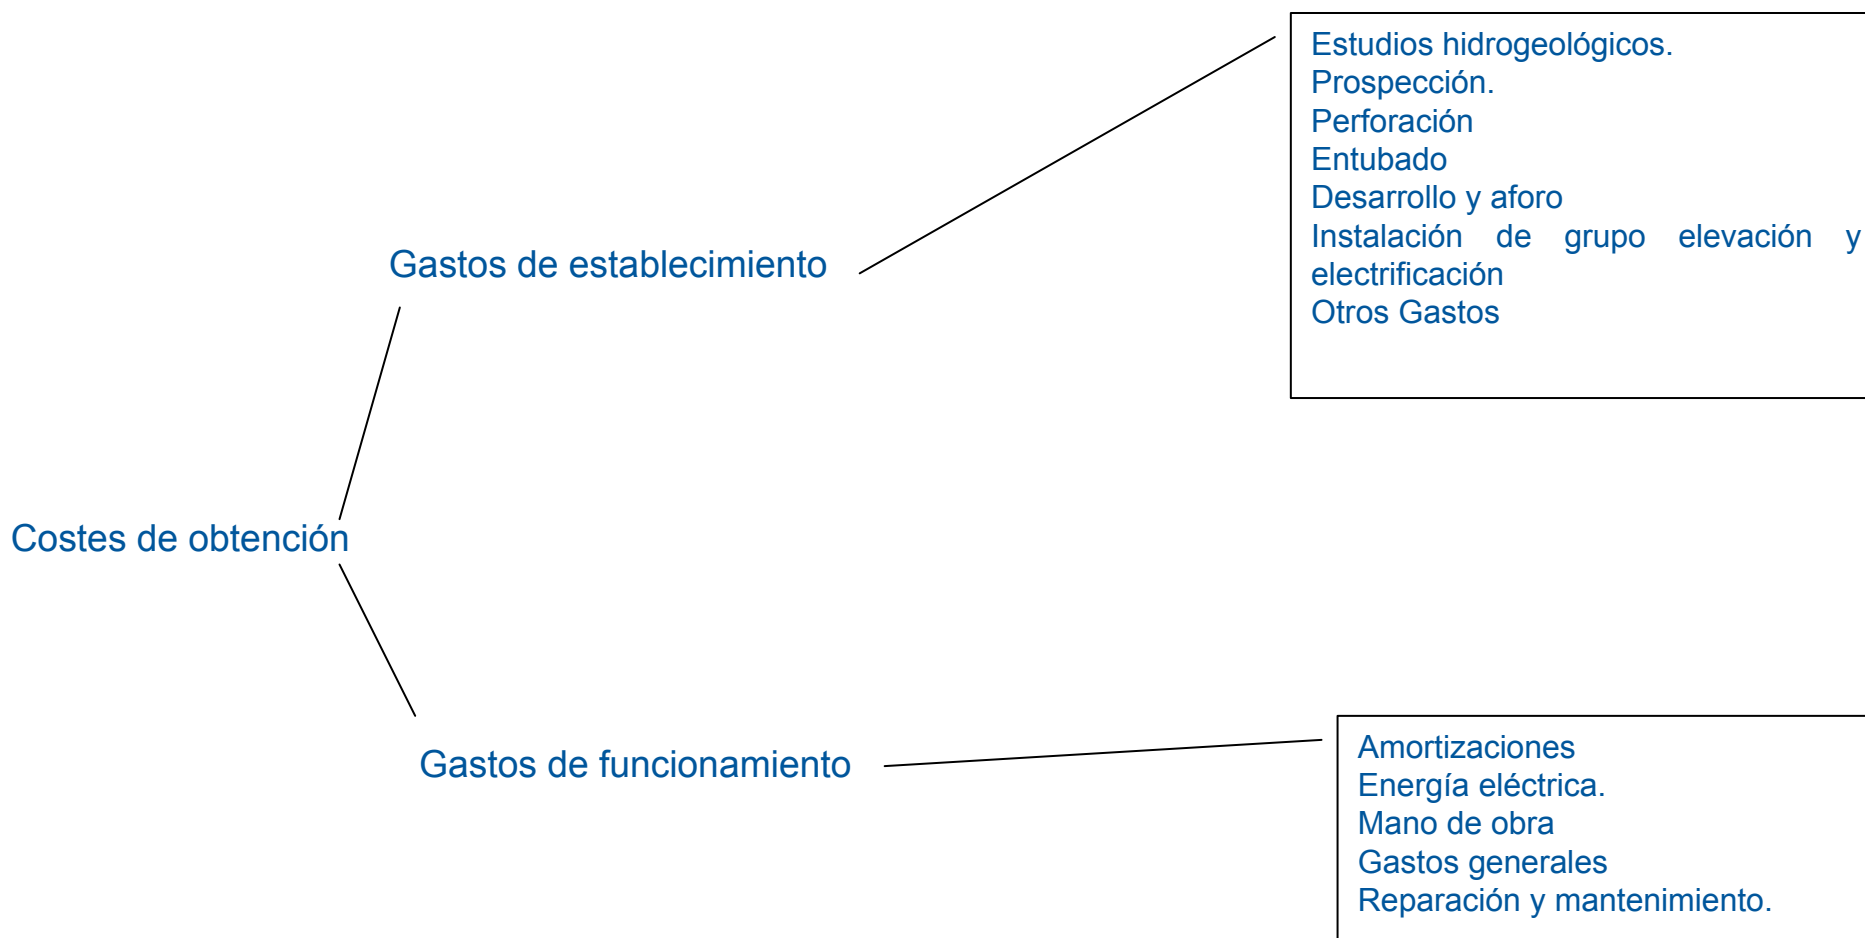 Estudios hidrogeológicos.
Prospección.
Perforación
Entubado
Desarrollo y aforo
Instalación de grupo elevación y
electrificación
Otros Gastos
Gastos de establecimiento
Costes de obtención
Gastos de funcionamiento
Amortizaciones
Energía eléctrica.
Mano de obra
Gastos generales
Reparación y mantenimiento.